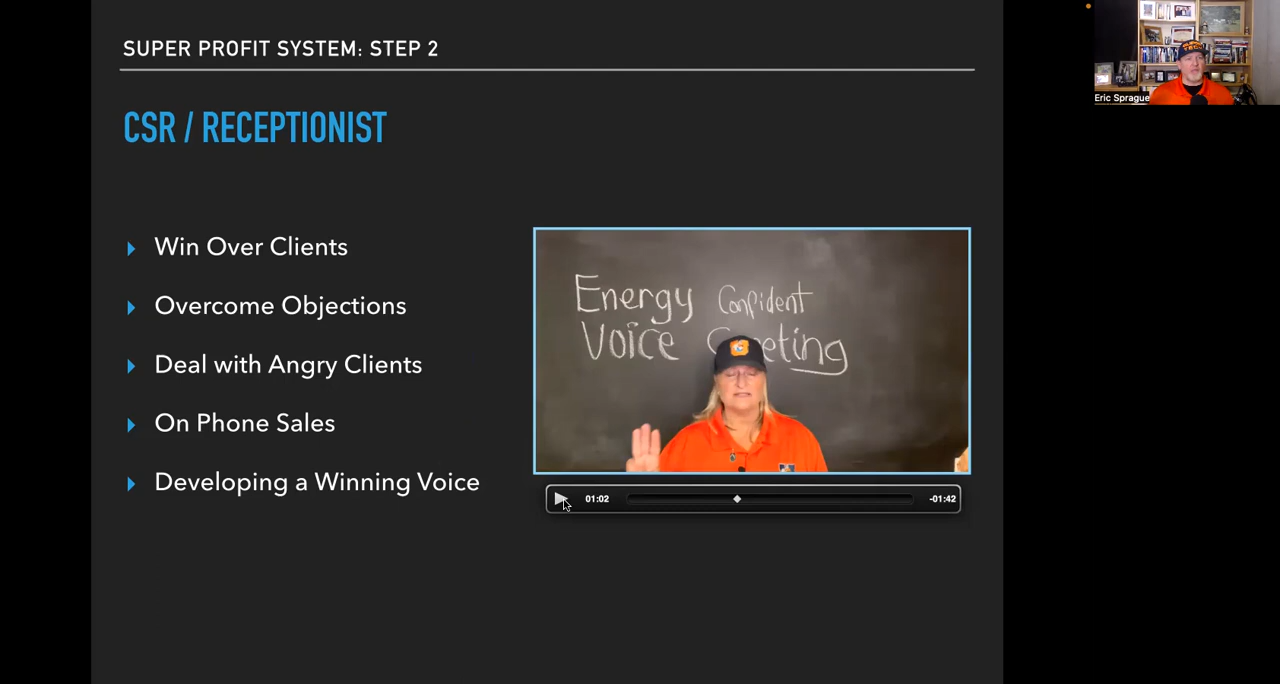 SUPER PROFIT SYSTEM: STEP 2
CSR / RECEPTIONIST
Win Over Clients
Overcome Objections
Deal with Angry Clients
On Phone Sales
Developing a Winning Voice
Energy Confident
Voice Greeting
01:02
-01:42
Eric Sprague